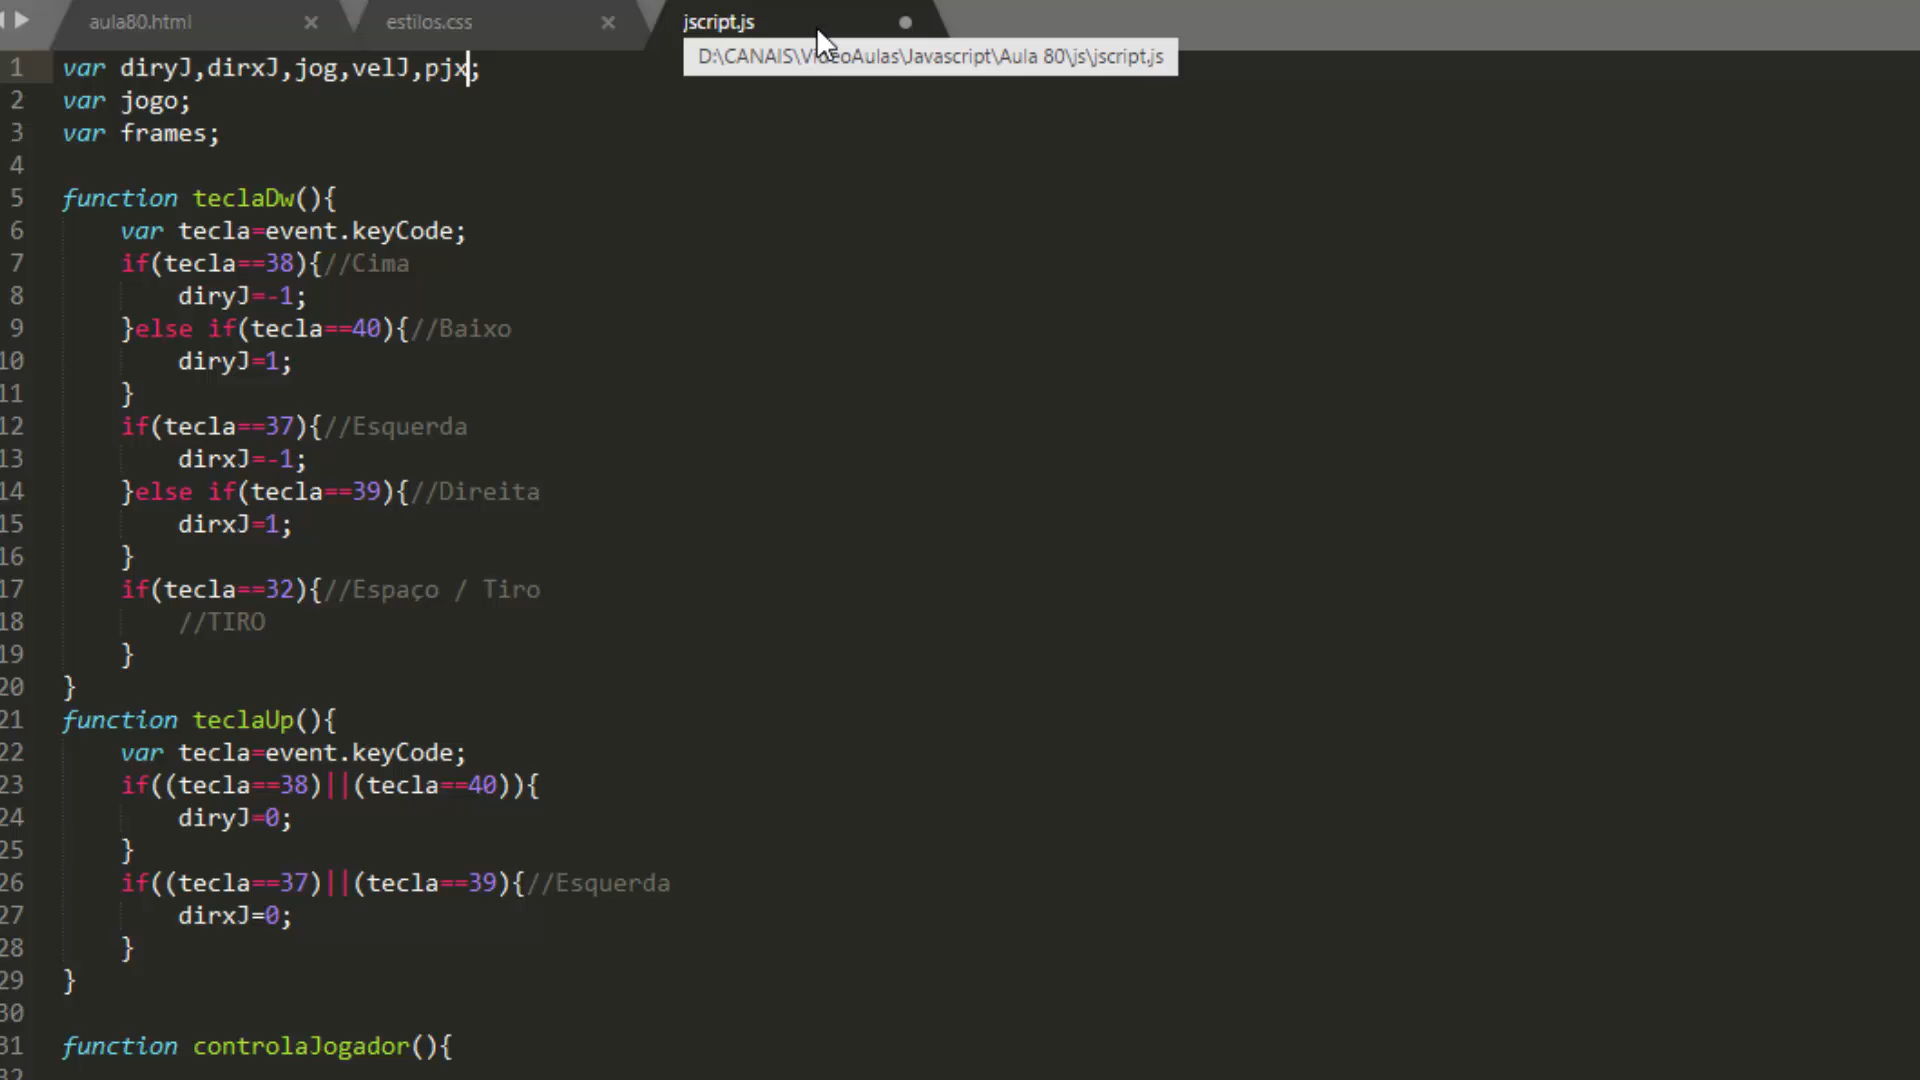 aula80.html × estilos.css × jscript.js
D:\CANAIS\VideoAulas\Javascript\Aula 80\js\jscript.js
1 var diryJ,dirxJ,jog,velJ,pjx;
2 var jogo;
3 var frames;
4
5 function teclaDw(){
6 var tecla=event.keyCode;
7 if(tecla==38){//Cima
8 diryJ=-1;
9 }else if(tecla==40){//Baixo
10 diryJ=1;
11 }
12 if(tecla==37){//Esquerda
13 dirxJ=-1;
14 }else if(tecla==39){//Direita
15 dirxJ=1;
16 }
17 if(tecla==32){//Espaço / Tiro
18 //TIRO
19 }
20 }
21 function teclaUp(){
22 var tecla=event.keyCode;
23 if((tecla==38)||(tecla==40)){
24 diryJ=0;
25 }
26 if((tecla==37)||(tecla==39){//Esquerda
27 dirxJ=0;
28 }
29 }
30
31 function controlaJogador(){
32